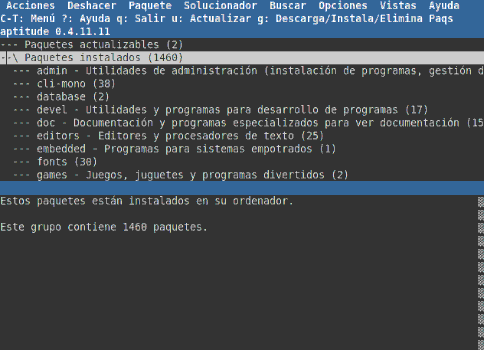 Acciones  Deshacer  Paquete  Solucionador  Buscar  Opciones  Vistas  Ayuda
C-T: Menú ?: Ayuda q: Salir u: Actualizar g: Descarga/Instala/Elimina Paqs
aptitude 0.4.11.11
--- Paquetes actualizables (2)
--\ Paquetes instalados (1460)
--- admin - Utilidades de administración (instalación de programas, gestión d
--- cli-mono (38)
--- database (2)
--- devel - Utilidades y programas para desarrollo de programas (17)
--- doc - Documentación y programas especializados para ver documentación (15
--- editors - Editores y procesadores de texto (25)
--- embedded - Programas para sistemas empotrados (1)
--- fonts (30)
--- games - Juegos, juguetes y programas divertidos (2)
Estos paquetes están instalados en su ordenador.
Este grupo contiene 1460 paquetes.